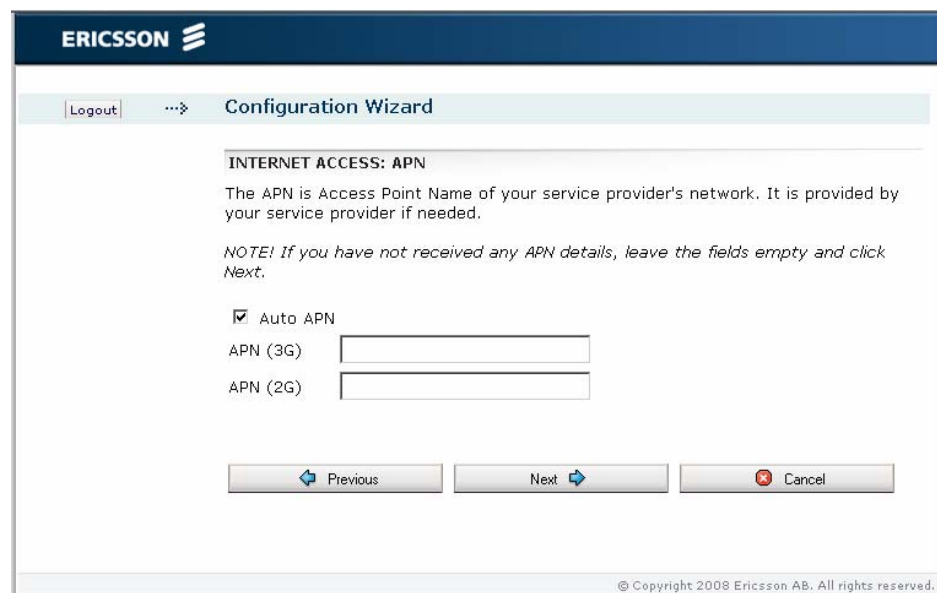 ERICSSON
Logout Configuration Wizard
INTERNET ACCESS: APN
The APN is Access Point Name of your service provider's network. It is provided by
your service provider if needed.
NOTE! If you have not received any APN details, leave the fields empty and click
Next.
Auto APN
APN (3G)
APN (2G)
Previous Next Cancel
© Copyright 2008 Ericsson AB. All rights reserved.